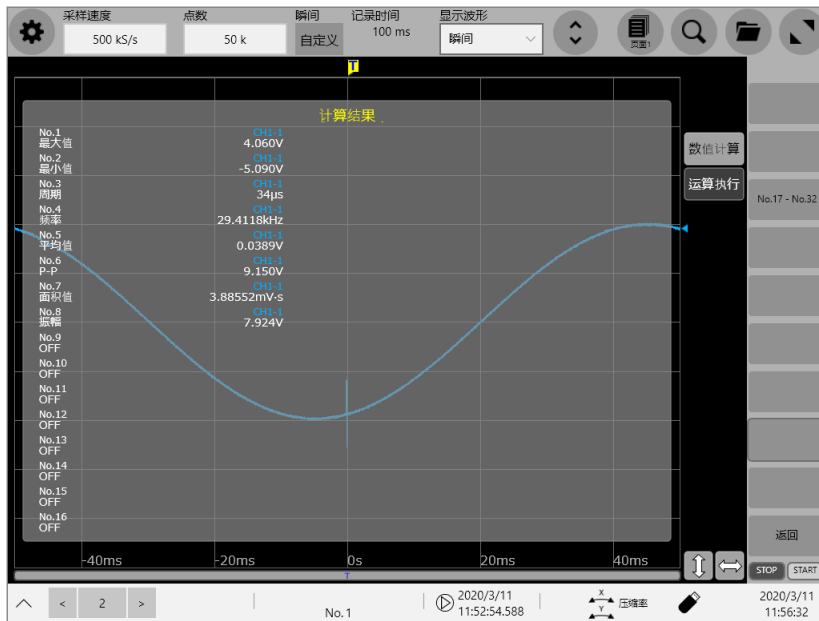 采样速度
点数
瞬间
记录时间
显示波形
500 kS/s
50 k
自定义
100 ms
瞬间
页面1
T
计算结果
No.1
CH1-1
最大值
4.060V
No.2
CH1-1
最小值
-5.090V
No.3
CH1-1
周期
34µs
No.4
CH1-1
频率
29.4118kHz
No.5
CH1-1
平均值
0.0389V
No.6
CH1-1
P-P
9.150V
No.7
CH1-1
面积值
3.88552mV·s
No.8
CH1-1
振幅
7.924V
No.9
OFF
No.10
OFF
No.11
OFF
No.12
OFF
No.13
OFF
No.14
OFF
No.15
OFF
No.16
OFF
数值计算
运算执行
No.17 - No.32
返回
-40ms
-20ms
0s
20ms
40ms
T
STOP
START
<
2
>
No.1
2020/3/11
11:52:54.588
X
Y
压缩率
2020/3/11
11:56:32